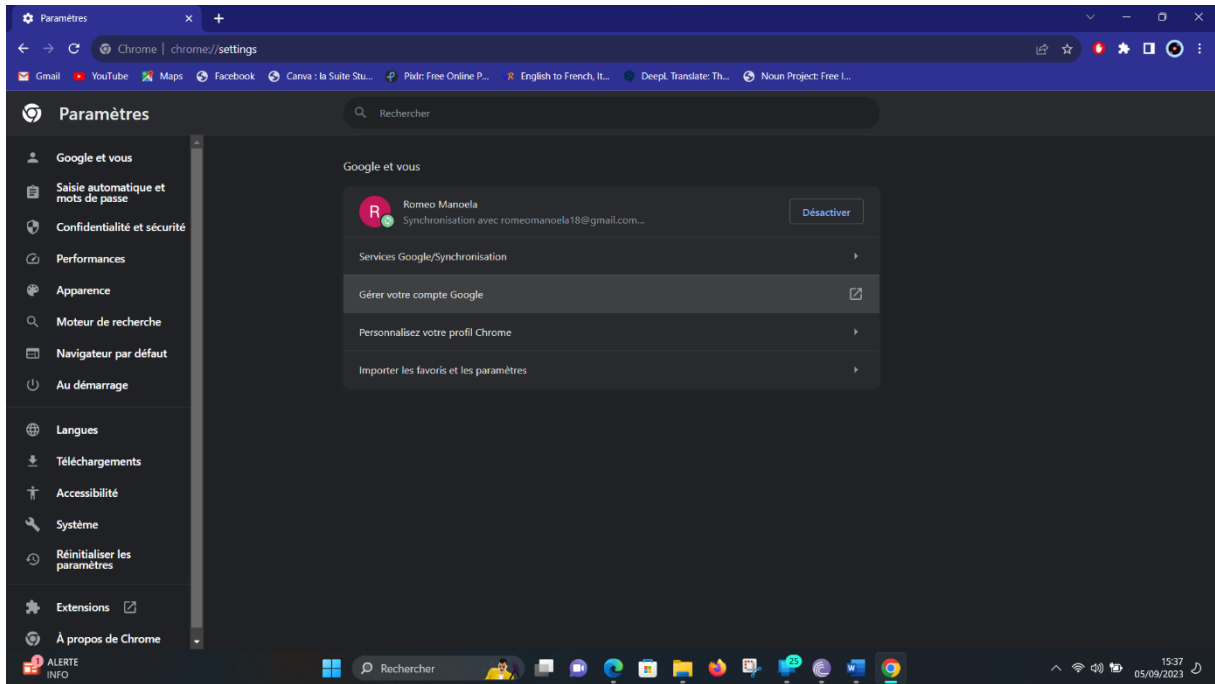 Paramètres
Chrome | chrome://settings
Gmail YouTube Maps Facebook Canva : la Suite Stu... Pixlr: Free Online P... English to French, It... DeepL Translate: Th... Noun Project: Free I...
Paramètres
Rechercher
Google et vous
Saisie automatique et
mots de passe
Confidentialité et sécurité
Performances
Apparence
Moteur de recherche
Navigateur par défaut
Au démarrage
Langues
Téléchargements
Accessibilité
Système
Réinitialiser les
paramètres
Extensions
À propos de Chrome
Google et vous
R
Romeo Manoela
Synchronisation avec romeomanoela18@gmail.com...
Désactiver
Services Google/Synchronisation
Gérer votre compte Google
Personnalisez votre profil Chrome
Importer les favoris et les paramètres
1
ALERTE
INFO
Rechercher
25
15:37
05/09/2023